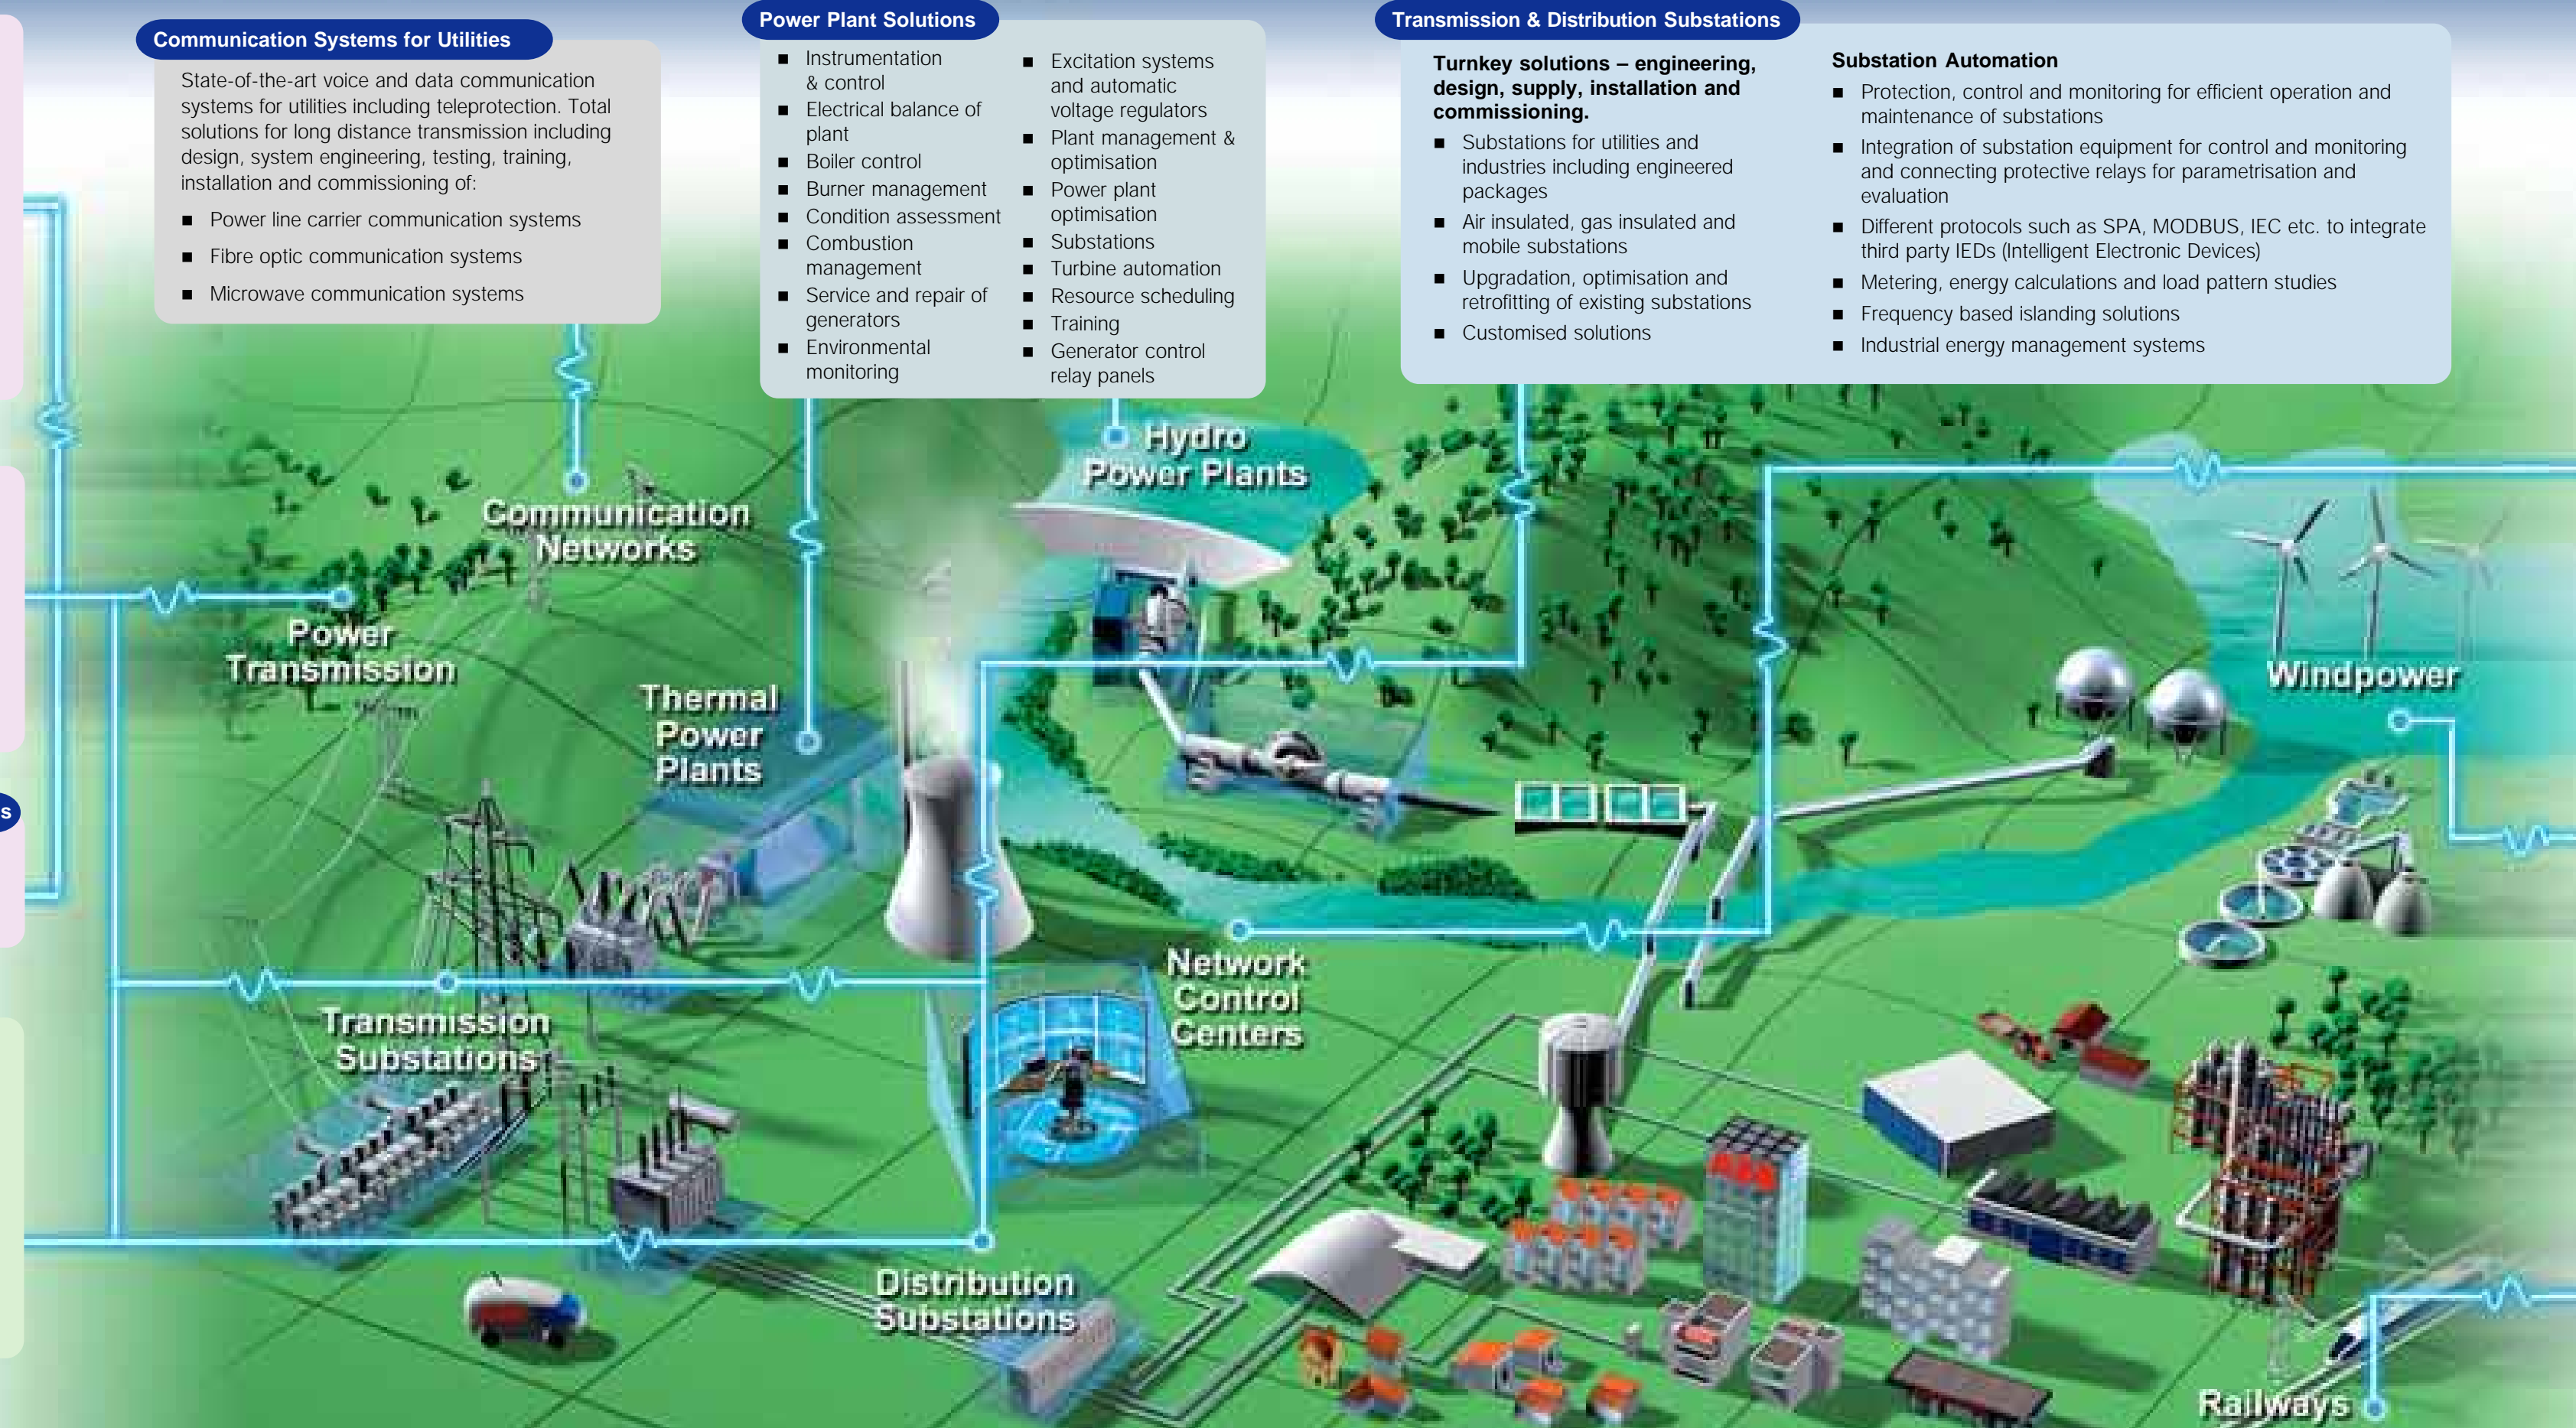 Communication Systems for Utilities
State-of-the-art voice and data communication
systems for utilities including teleprotection. Total
solutions for long distance transmission including
design, system engineering, testing, training,
installation and commissioning of:
■ Power line carrier communication systems
■ Fibre optic communication systems
■ Microwave communication systems
Power Plant Solutions
■ Instrumentation
& control
■ Electrical balance of
plant
■ Boiler control
■ Burner management
■ Condition assessment
■ Combustion
management
■ Service and repair of
generators
■ Environmental
monitoring
■ Excitation systems
and automatic
voltage regulators
■ Plant management &
optimisation
■ Power plant
optimisation
■ Substations
■ Turbine automation
■ Resource scheduling
■ Training
■ Generator control
relay panels
Transmission & Distribution Substations
Turnkey solutions – engineering,
design, supply, installation and
commissioning.
■ Substations for utilities and
industries including engineered
packages
■ Air insulated, gas insulated and
mobile substations
■ Upgradation, optimisation and
retrofitting of existing substations
■ Customised solutions
Substation Automation
■ Protection, control and monitoring for efficient operation and
maintenance of substations
■ Integration of substation equipment for control and monitoring
and connecting protective relays for parametrisation and
evaluation
■ Different protocols such as SPA, MODBUS, IEC etc. to integrate
third party IEDs (Intelligent Electronic Devices)
■ Metering, energy calculations and load pattern studies
■ Frequency based islanding solutions
■ Industrial energy management systems
Hydro
Power Plants
Communication
Networks
Power
Transmission
Thermal
Power
Plants
Windpower
s
Network
Control
Centers
Transmission
Substations
ABB
Distribution
Substations
Railways